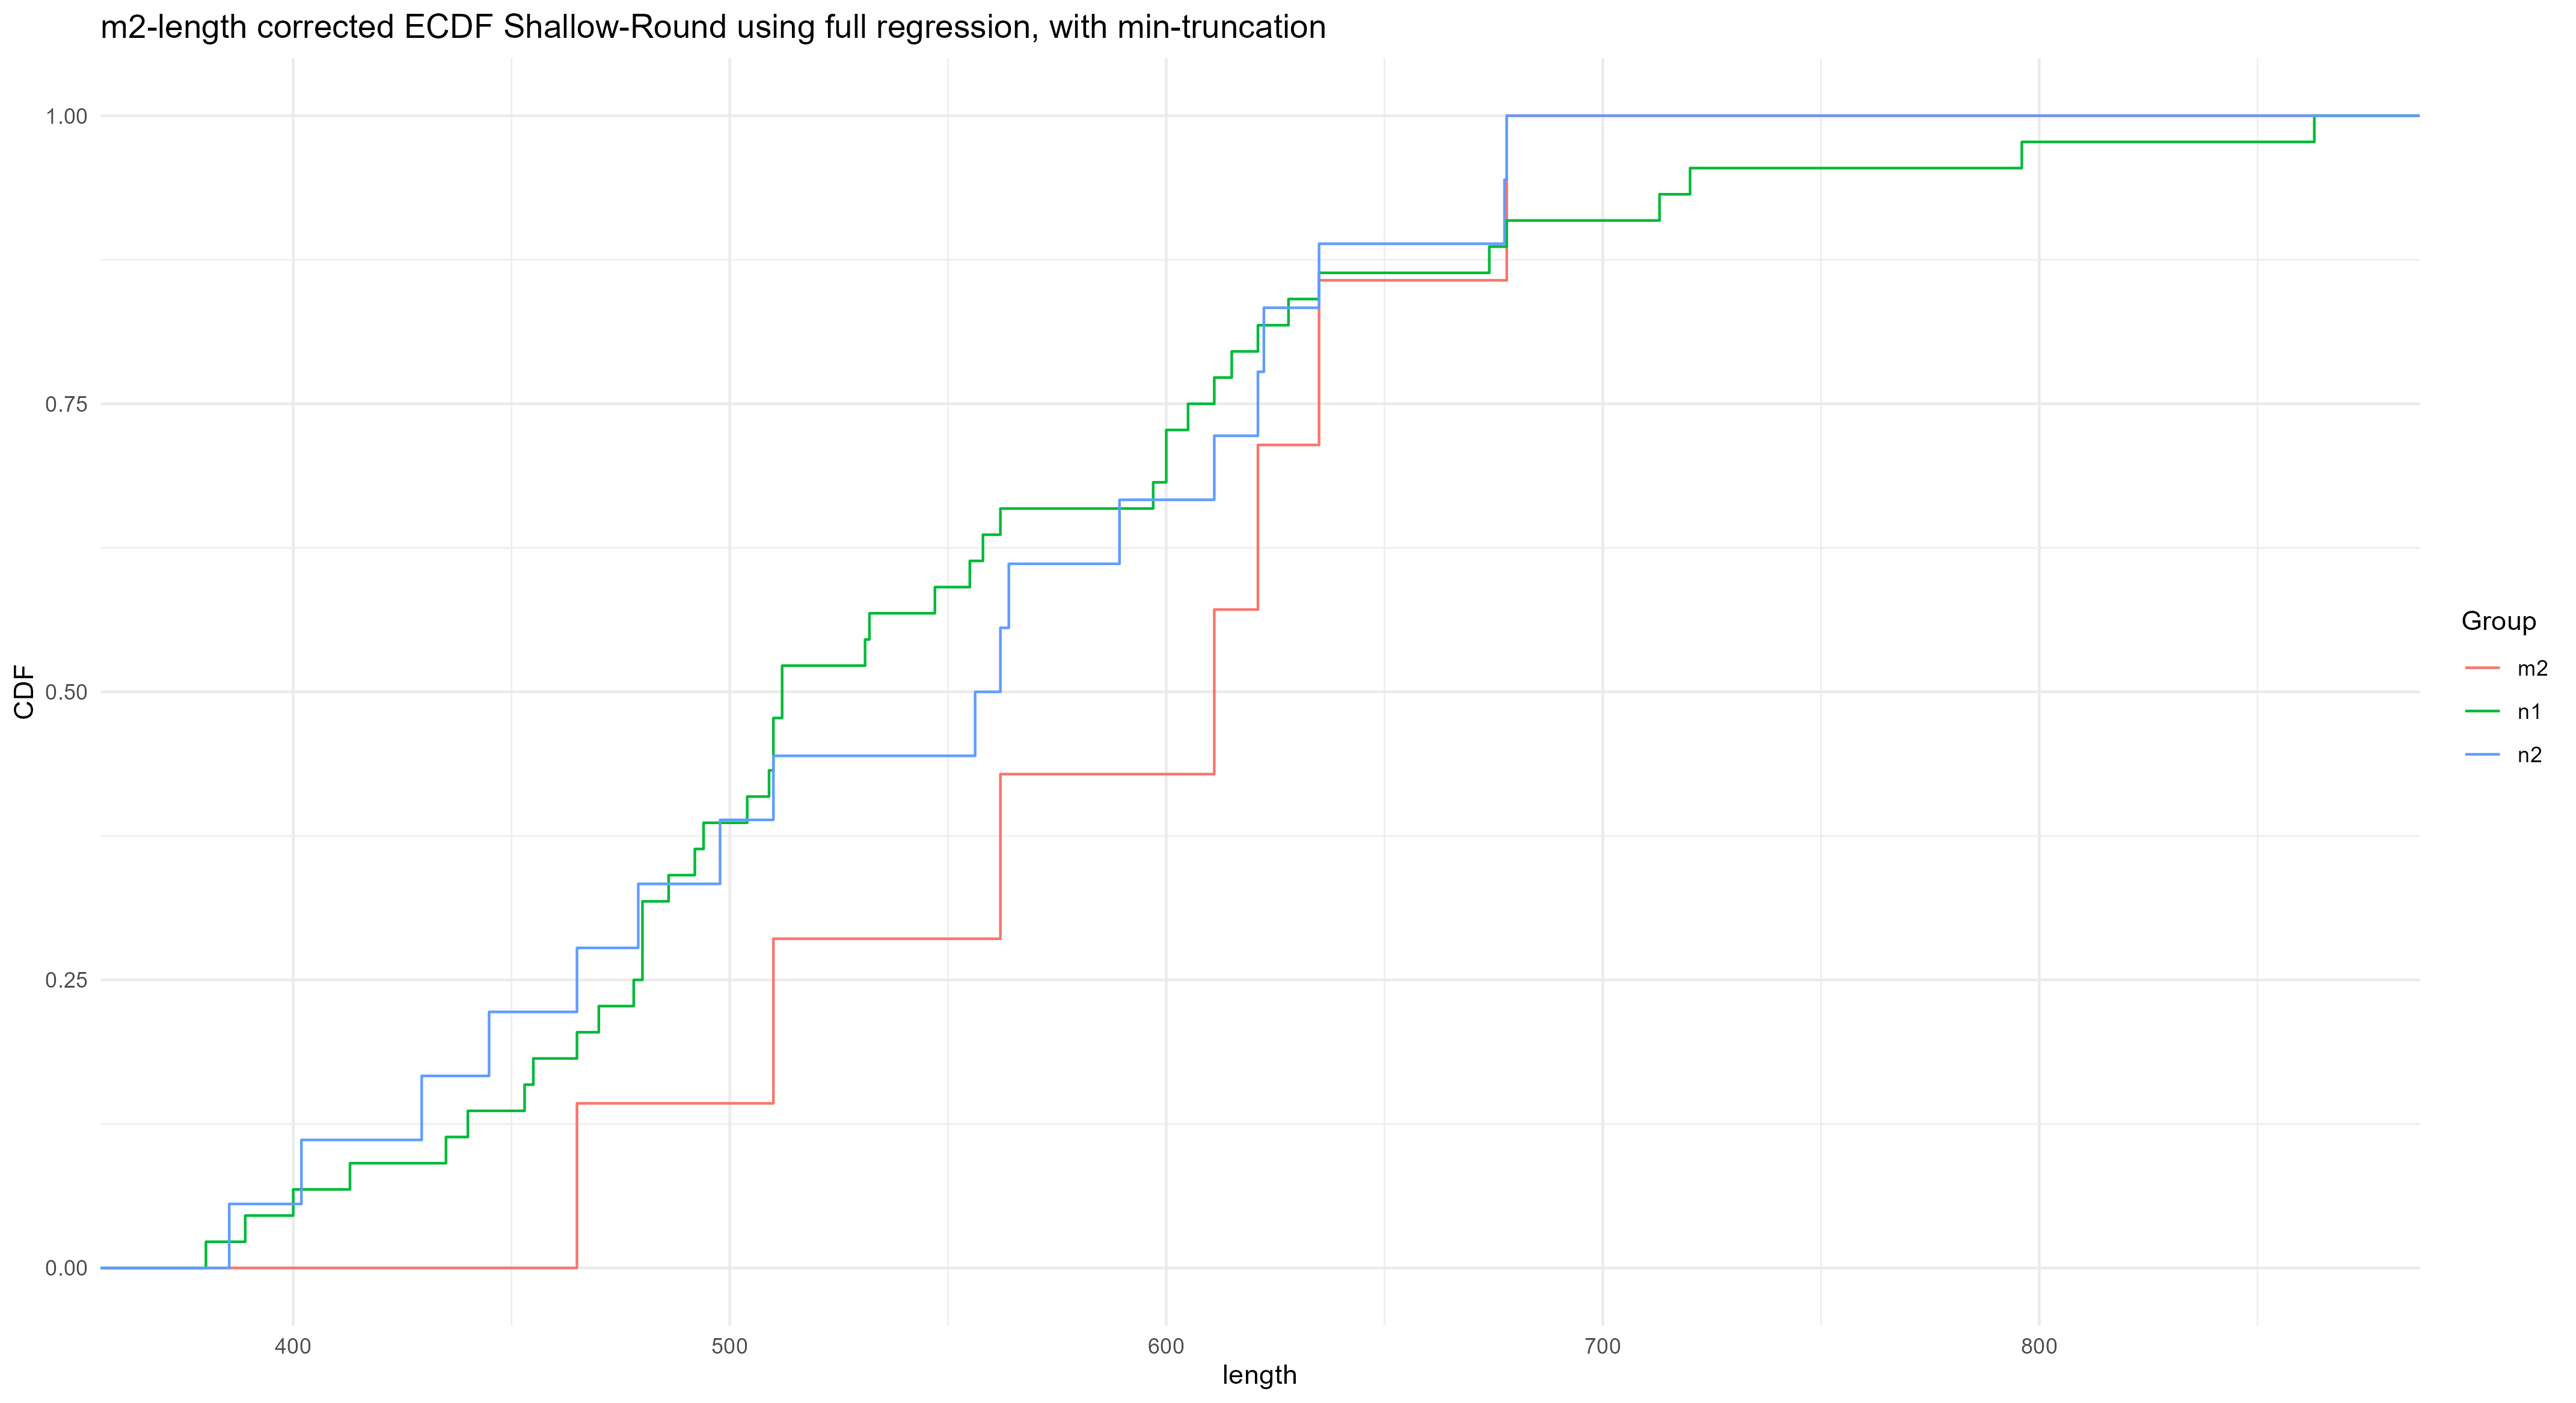 m2-length corrected ECDF Shallow-Round using full regression, with min-truncation
1.00
0.75
0.50
0.25
0.00
CDF
400 500 600 700 800
length
Group
m2
n1
n2